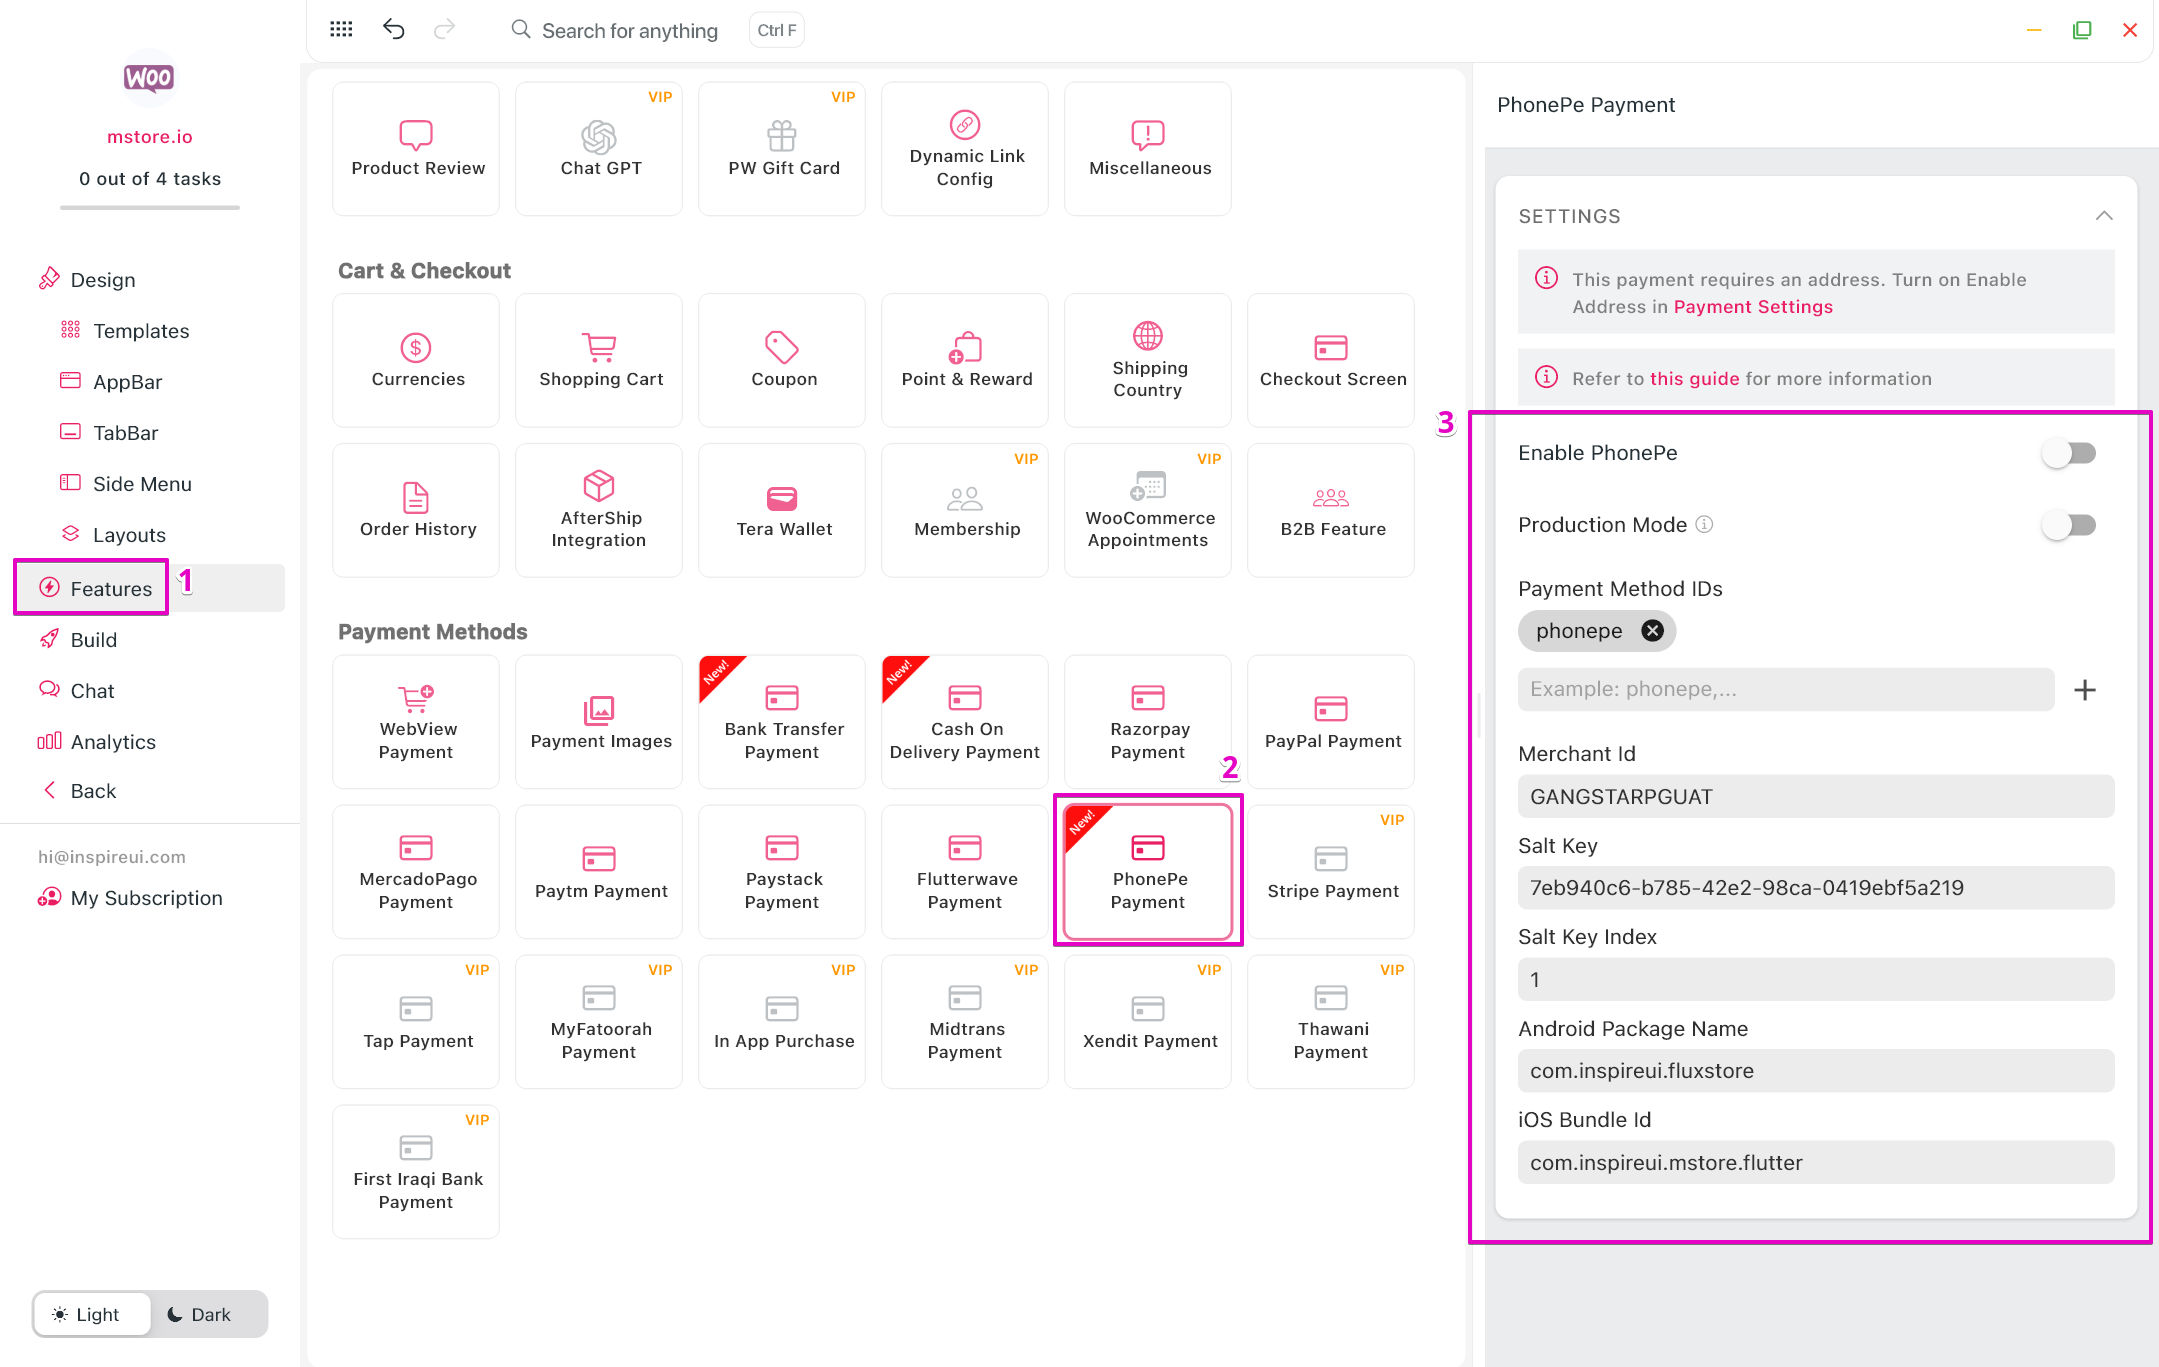 Search for anything
Ctrl F
WOO
mstore.io
0 out of 4 tasks
Design
Templates
AppBar
TabBar
Side Menu
Layouts
Features
1
Build
Chat
Analytics
Back
hi@inspireui.com
My Subscription
Light
Dark
Product Review
VIP
Chat GPT
VIP
PW Gift Card
Dynamic Link
Config
Miscellaneous
Cart & Checkout
Currencies
Shopping Cart
Coupon
Point & Reward
Shipping
Country
Checkout Screen
Order History
AfterShip
Integration
Tera Wallet
VIP
Membership
VIP
WooCommerce
Appointments
B2B Feature
Payment Methods
WebView
Payment
Payment Images
New!
Bank Transfer
Payment
New!
Cash On
Delivery Payment
Razorpay
Payment
PayPal Payment
2
MercadoPago
Payment
Paytm Payment
Paystack
Payment
Flutterwave
Payment
New!
PhonePe
Payment
VIP
Stripe Payment
VIP
Tap Payment
VIP
MyFatoorah
Payment
VIP
In App Purchase
VIP
Midtrans
Payment
VIP
Xendit Payment
VIP
Thawani
Payment
VIP
First Iraqi Bank
Payment
PhonePe Payment
SETTINGS
This payment requires an address. Turn on Enable
Address in Payment Settings
Refer to this guide for more information
3
Enable PhonePe
Production Mode
Payment Method IDs
phonepe
Example: phonepe,...
Merchant Id
GANGSTARPGUAT
Salt Key
7eb940c6-b785-42e2-98ca-0419ebf5a219
Salt Key Index
1
Android Package Name
com.inspireui.fluxstore
iOS Bundle Id
com.inspireui.mstore.flutter